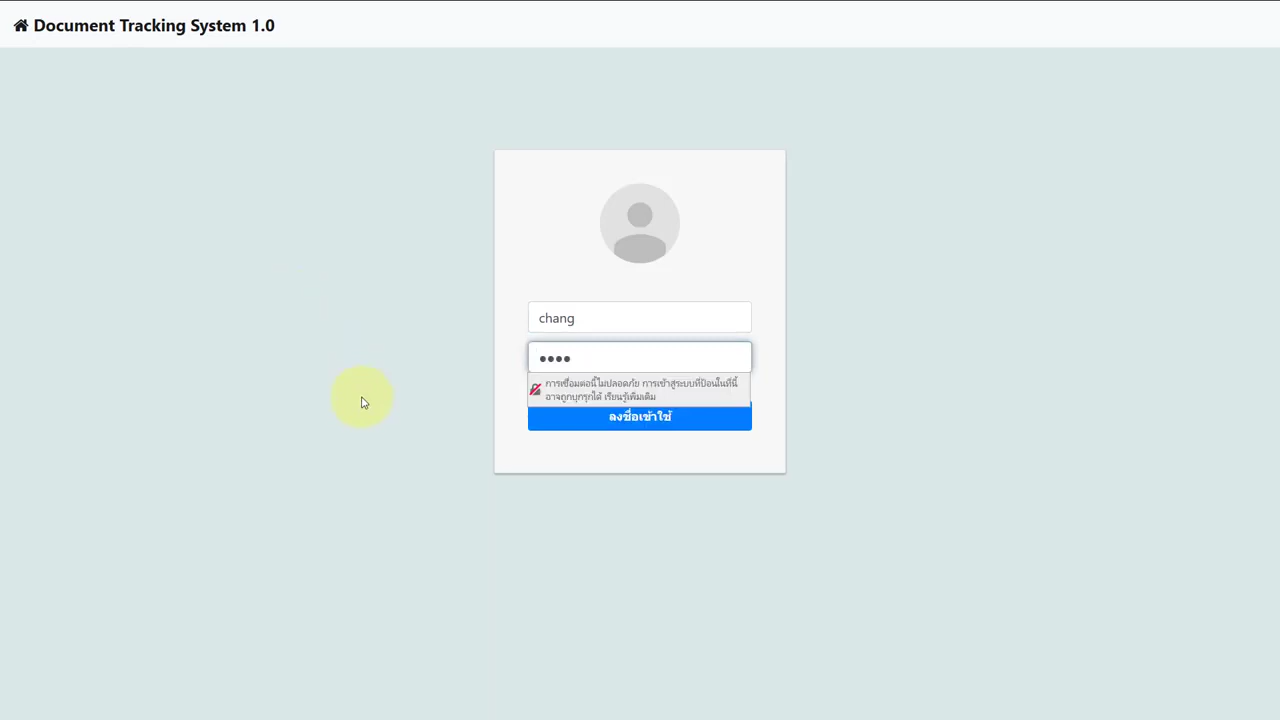 Document Tracking System 1.0
chang
การเชื่อมต่อนี้ไม่ปลอดภัย การเข้าสู่ระบบที่ป้อนในที่นี้
อาจถูกบุกรุกได้ เรียนรู้เพิ่มเติม
ลงชื่อเข้าใช้